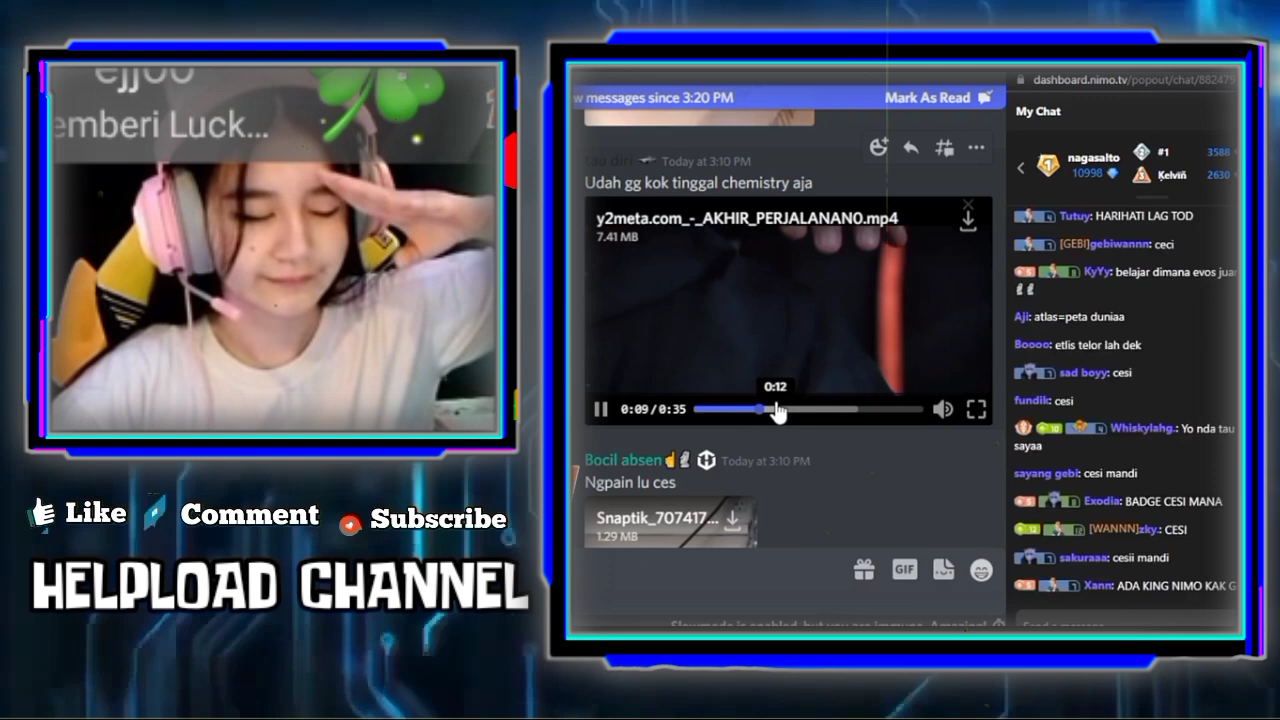 ejjoo
emberi Luck...
Like
Comment
Subscribe
HELPLOAD CHANNEL
w messages since 3:20 PM
Mark As Read
Today at 3:10 PM
Udah gg kok tinggal chemistry aja
y2meta.com_-_AKHIR_PERJALANAN0.mp4
7.41 MB
0:12
0:09/0:35
Bocil absen☝ Today at 3:10 PM
Ngpain lu ces
Snaptik_707417...
1.29 MB
GIF
dashboard.nimo.tv/popout/chat/88247
My Chat
nagasalto
10998
#1
3588
Kelvin
2630
Tutuy: HARIHATI LAG TOD
[GEBI]gebiwannn: ceci
KyYy: belajar dimana evos jua
Aji: atlas=peta duniaa
Boooo: etlis telor lah dek
sad boyy: cesi
fundik: cesi
Whiskylahg.: Yo nda tau
sayaa
sayang gebi: cesi mandi
Exodia: BADGE CESI MANA
[WANNN]zky.: CESI
sakuraaa: cesii mandi
Xann: ADA KING NIMO KAK G